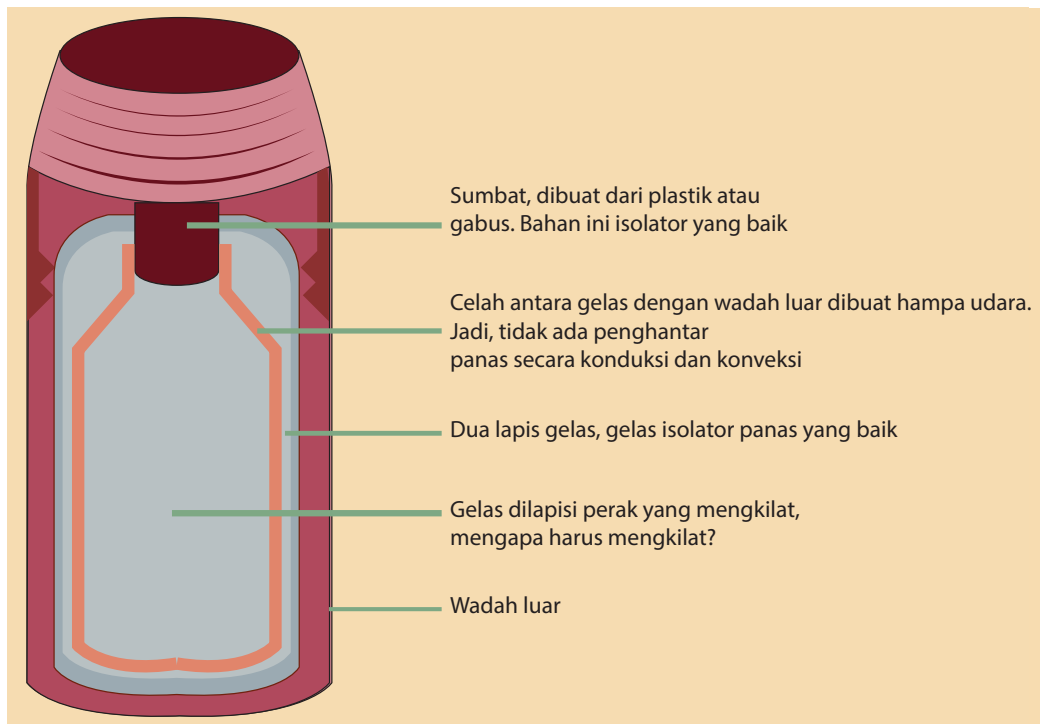 Sumbat, dibuat dari plastik atau
gabus. Bahan ini isolator yang baik
Celah antara gelas dengan wadah luar dibuat hampa udara.
Jadi, tidak ada penghantar
panas secara konduksi dan konveksi
Dua lapis gelas, gelas isolator panas yang baik
Gelas dilapisi perak yang mengkilat,
mengapa harus mengkilat?
Wadah luar